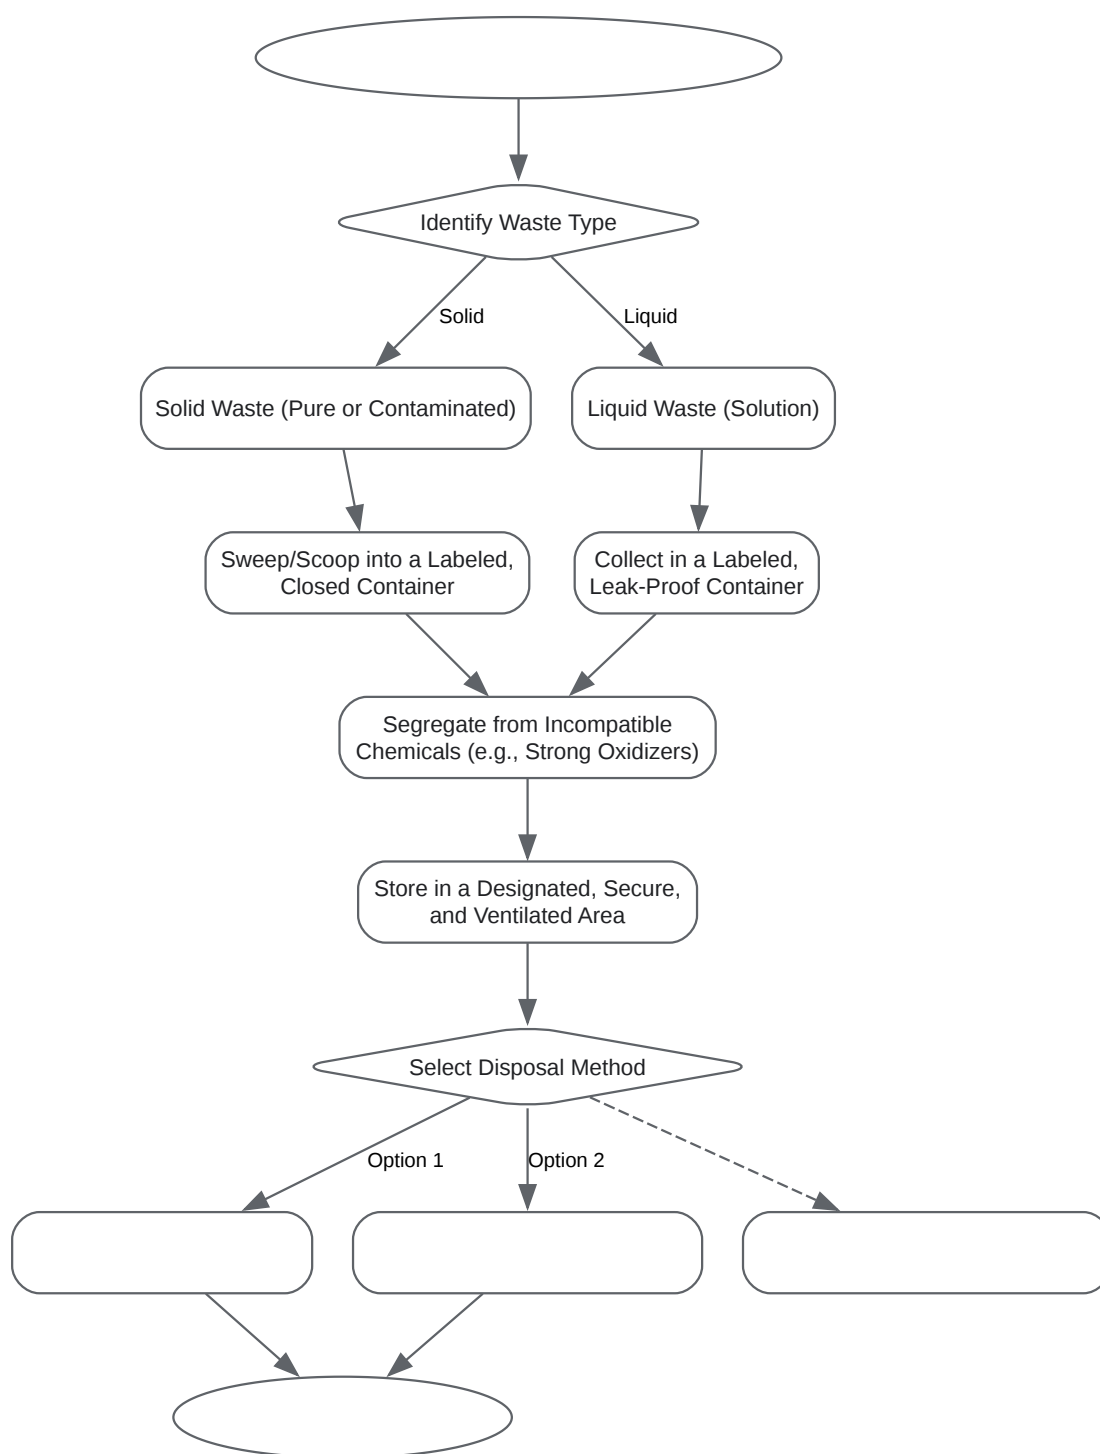 Identify Waste Type
Solid
Liquid
Solid Waste (Pure or Contaminated)
Liquid Waste (Solution)
Sweep/Scoop into a Labeled,
Closed Container
Collect in a Labeled,
Leak-Proof Container
Segregate from Incompatible
Chemicals (e.g., Strong Oxidizers)
Store in a Designated, Secure,
and Ventilated Area
Select Disposal Method
Option 1
Option 2